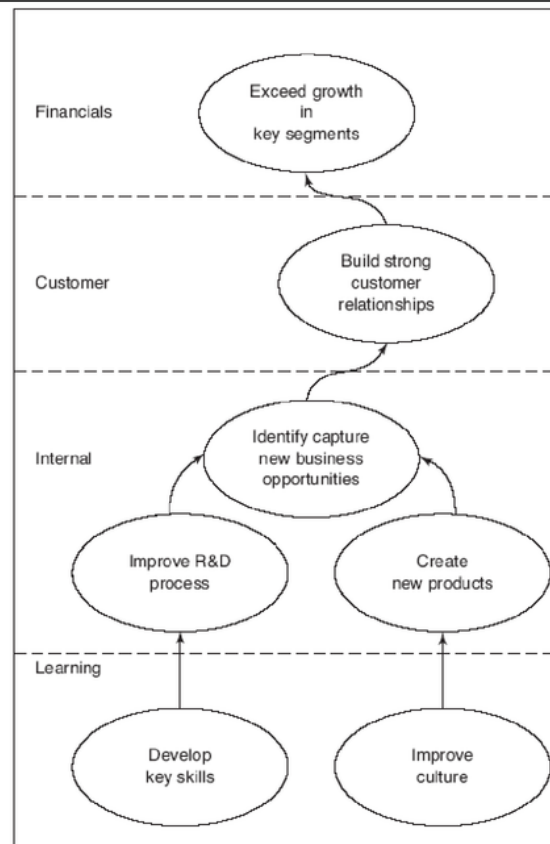 Financials
Exceed growth
in
key segments
Customer
Build strong
customer
relationships
Internal
Identify capture
new business
opportunities
Improve R&D
process
Create
new products
Learning
Develop
key skills
Improve
culture